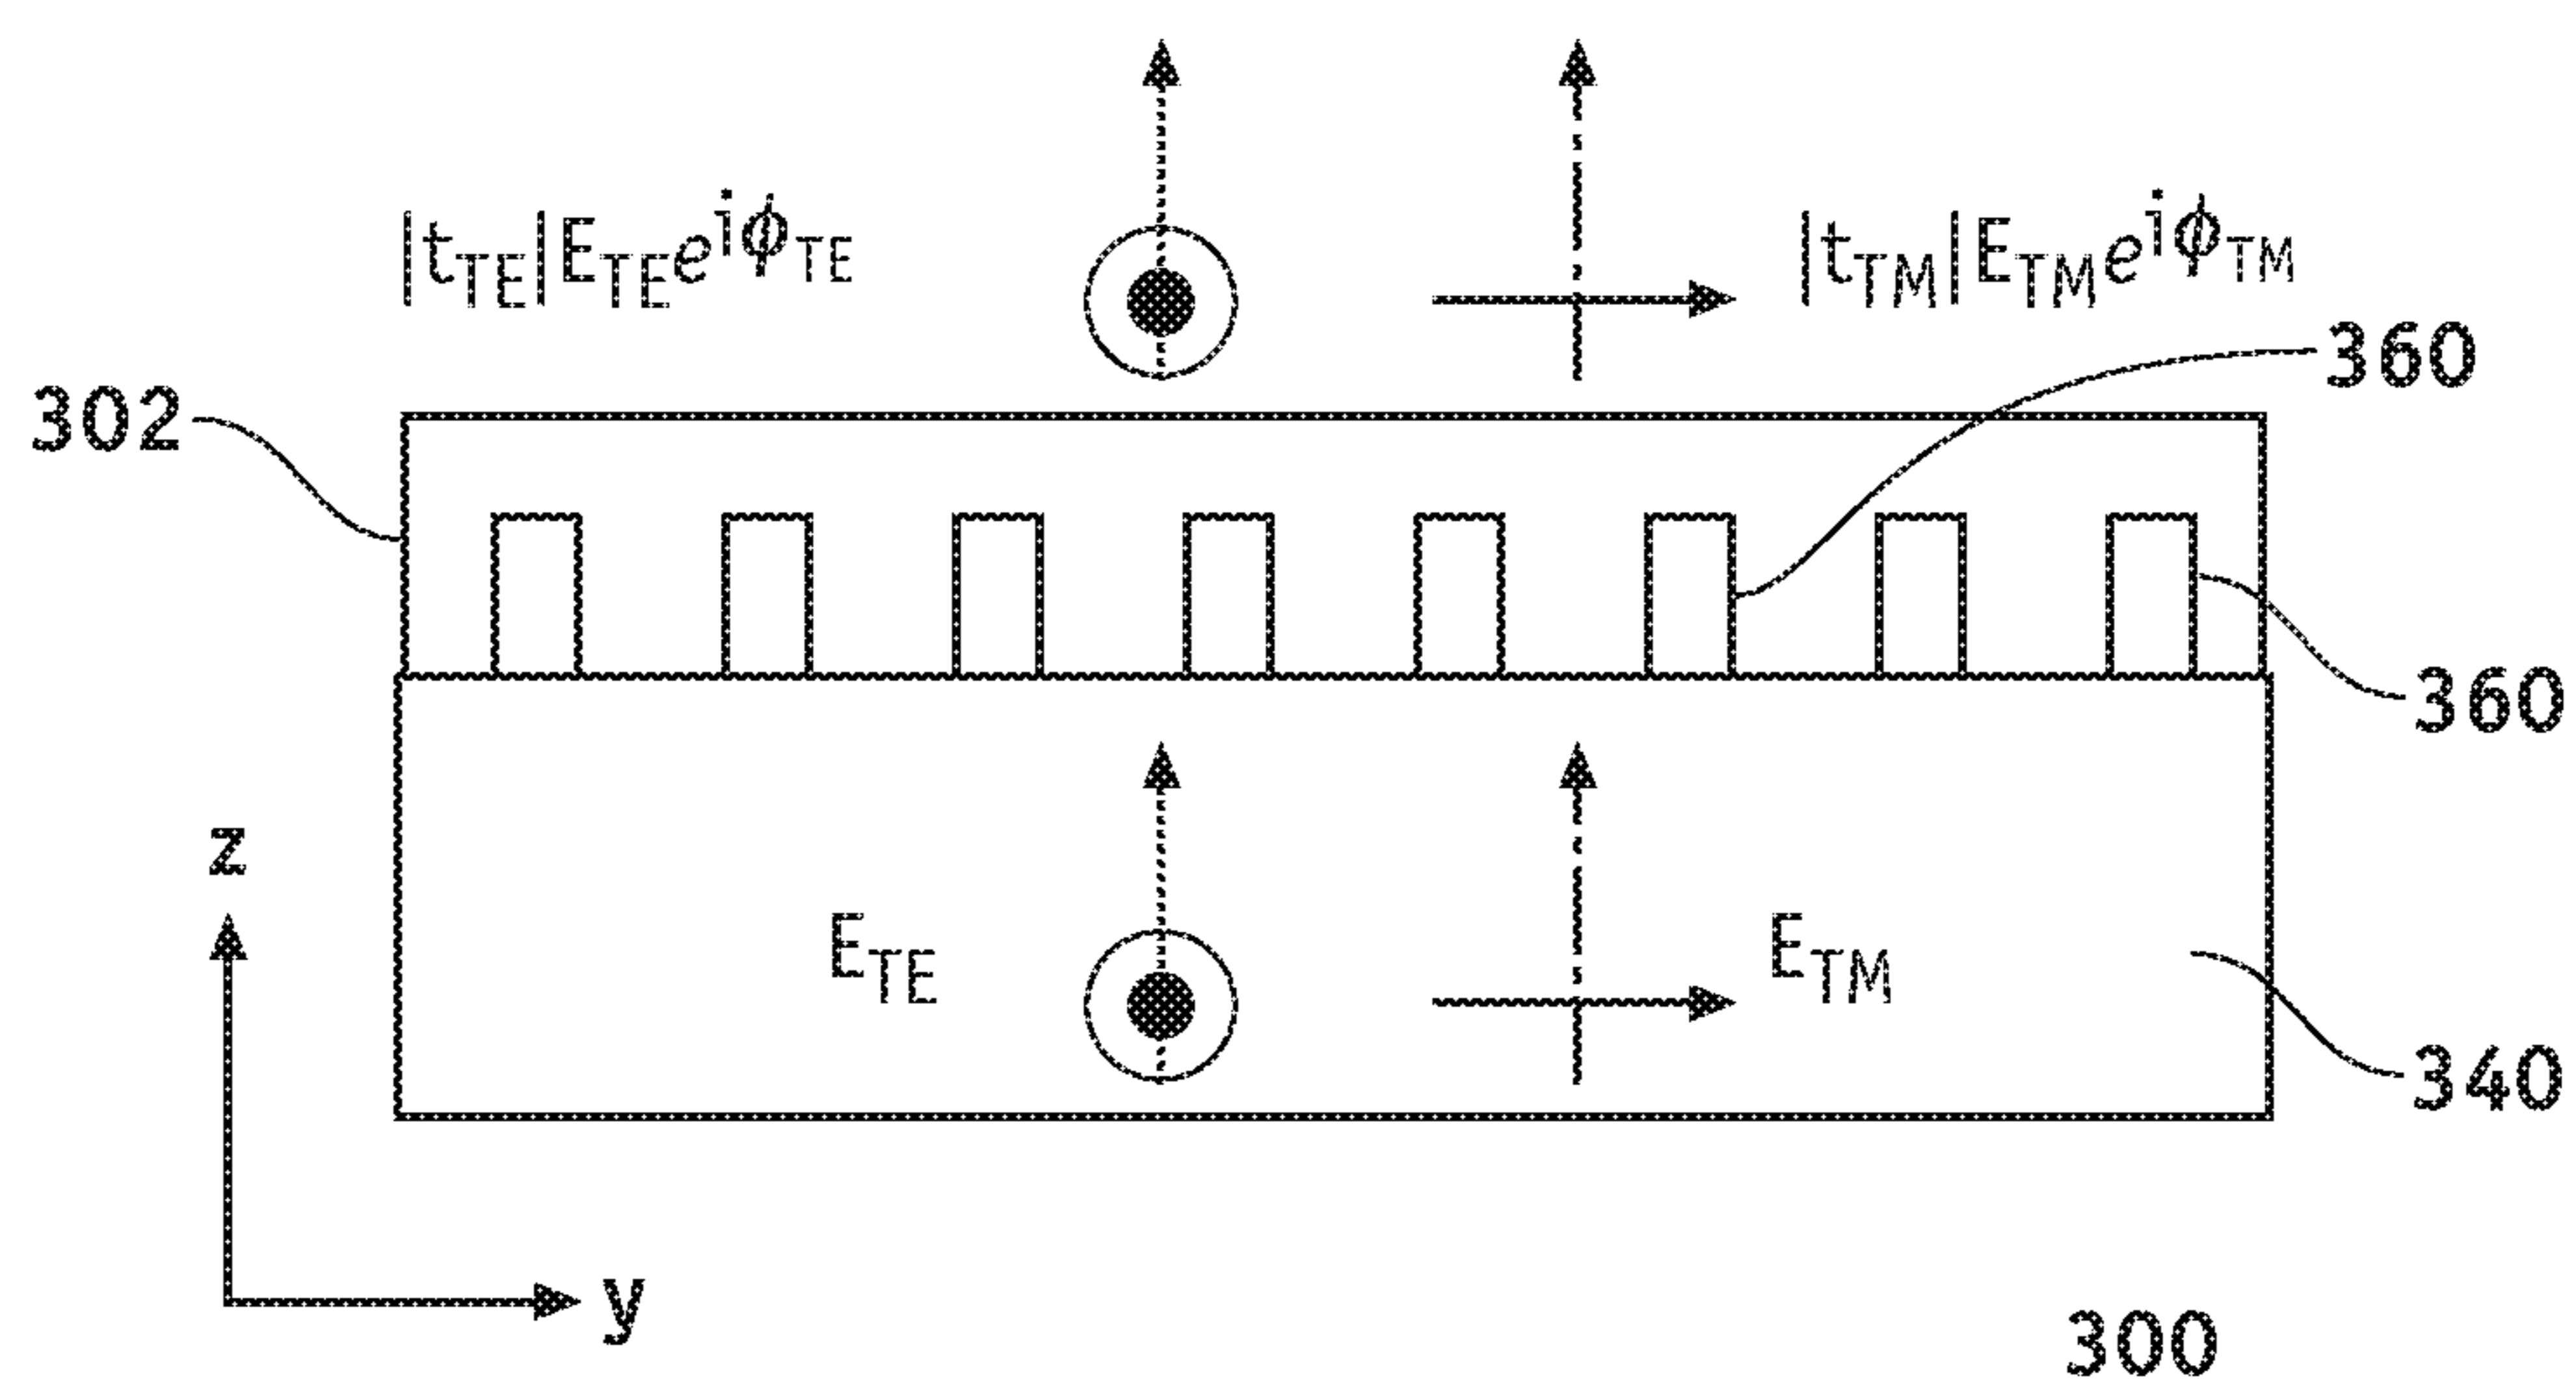 |t_TE|E_TE e^iϕ_TE
|t_TM|E_TM e^iϕ_TM
360
302
360
z
E_TE
E_TM
340
y
300